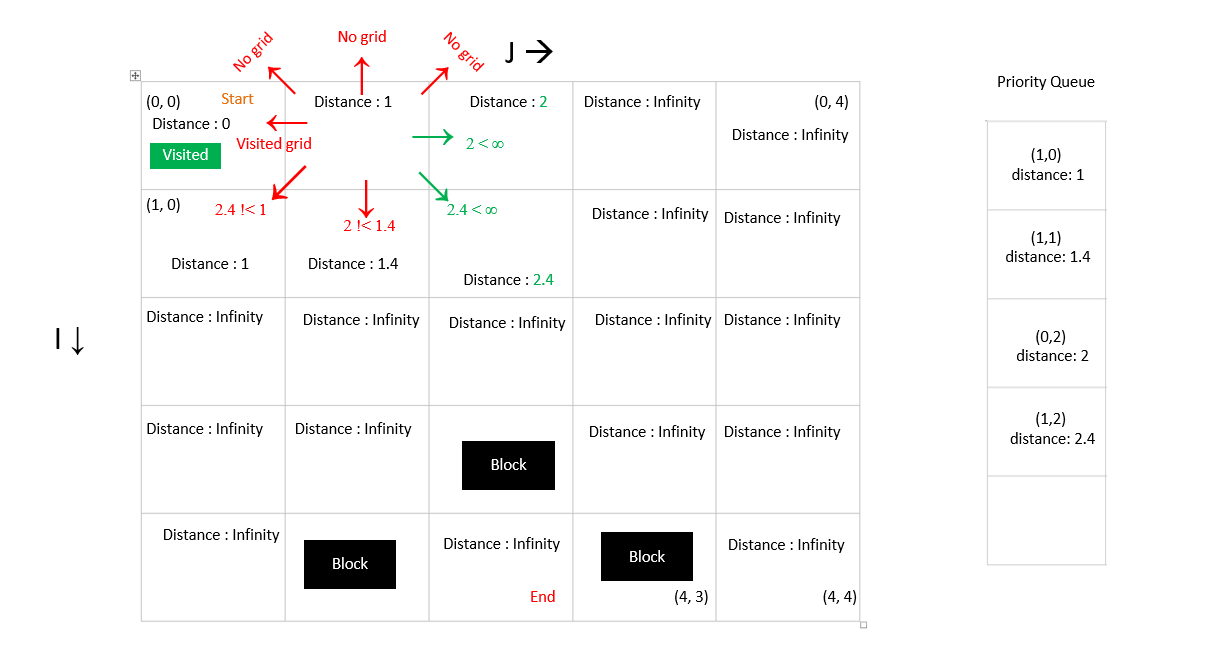 No grid
No grid
No grid
J →
Priority Queue
(0, 0)
Start
Distance : 0
Visited
Visited grid
Distance : 1
Distance : 2
2 < ∞
Distance : Infinity
(0, 4)
Distance : Infinity
(1, 0)
2.4 !< 1
Distance : 1
2 !< 1.4
Distance : 1.4
2.4 < ∞
Distance : 2.4
Distance : Infinity
Distance : Infinity
I ↓
Distance : Infinity
Distance : Infinity
Distance : Infinity
Distance : Infinity
Distance : Infinity
Distance : Infinity
Distance : Infinity
Block
Distance : Infinity
Distance : Infinity
Distance : Infinity
Block
Distance : Infinity
End
Block
(4, 3)
Distance : Infinity
(4, 4)
(1,0)
distance: 1
(1,1)
distance: 1.4
(0,2)
distance: 2
(1,2)
distance: 2.4